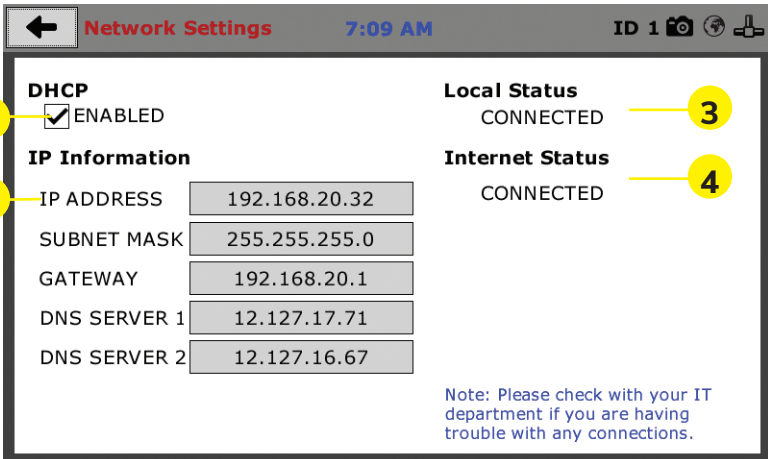 Network Settings 7:09 AM ID 1
DHCP
ENABLED
IP Information
IP ADDRESS 192.168.20.32
SUBNET MASK 255.255.255.0
GATEWAY 192.168.20.1
DNS SERVER 1 12.127.17.71
DNS SERVER 2 12.127.16.67
Local Status
CONNECTED
3
Internet Status
CONNECTED
4
Note: Please check with your IT
department if you are having
trouble with any connections.